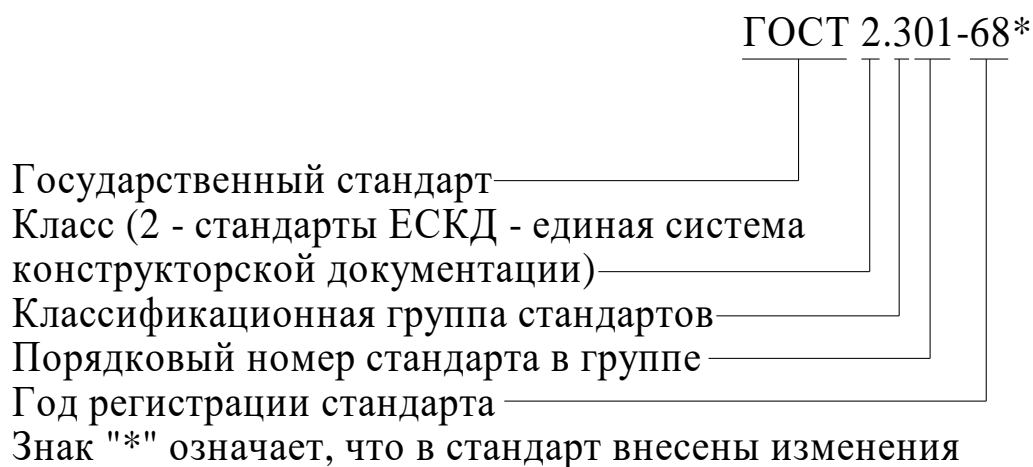 ГОСТ 2.301-68*
Государственный стандарт
Класс (2 - стандарты ЕСКД - единая система
конструкторской документации)
Классификационная группа стандартов
Порядковый номер стандарта в группе
Год регистрации стандарта
Знак "*" означает, что в стандарт внесены изменения